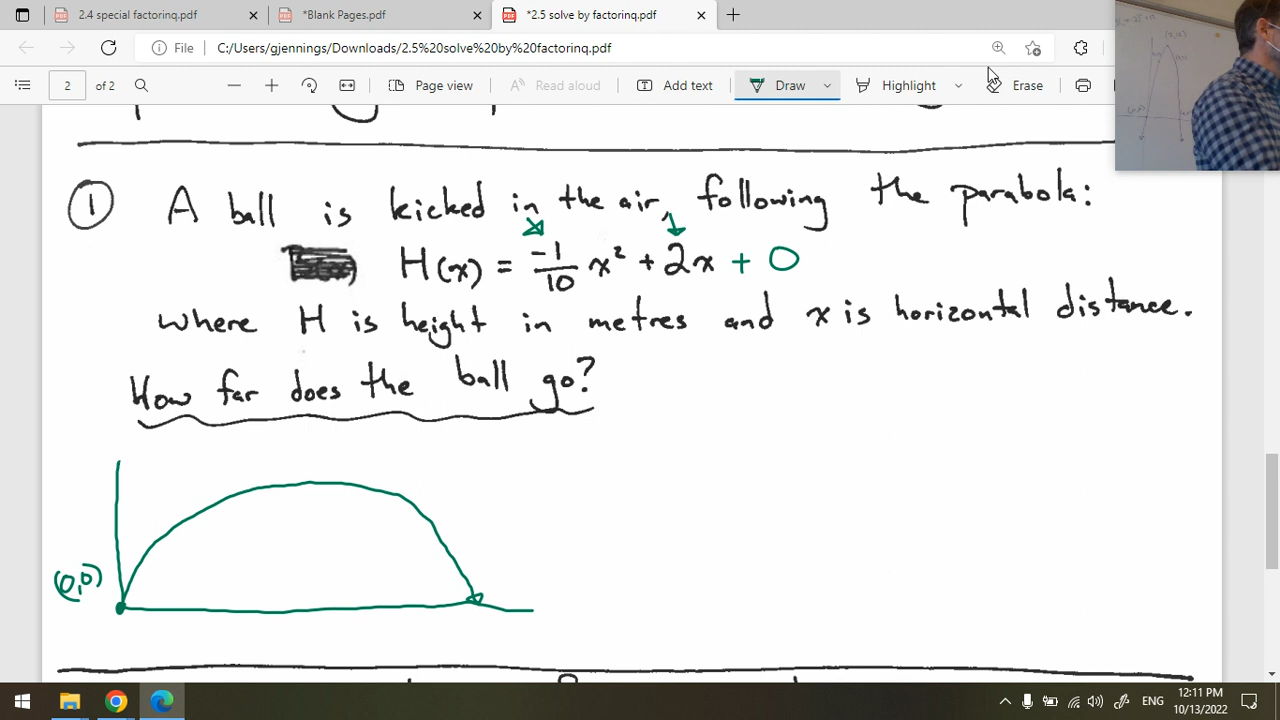 2.4 special factorinq.pdf
*Blank Pages.pdf
*2.5 solve by factorinq.pdf
File
C:/Users/gjennings/Downloads/2.5%20solve%20by%20factorinq.pdf
2 of 2
Page view
Read aloud
Add text
Draw
Highlight
Erase
① A ball is kicked in the air, following the parabola:
H(x) = -1/10 x² + 2x + 0
where H is height in metres and x is horizontal distance.
How far does the ball go?
(0,0)
ENG
12:11 PM
10/13/2022